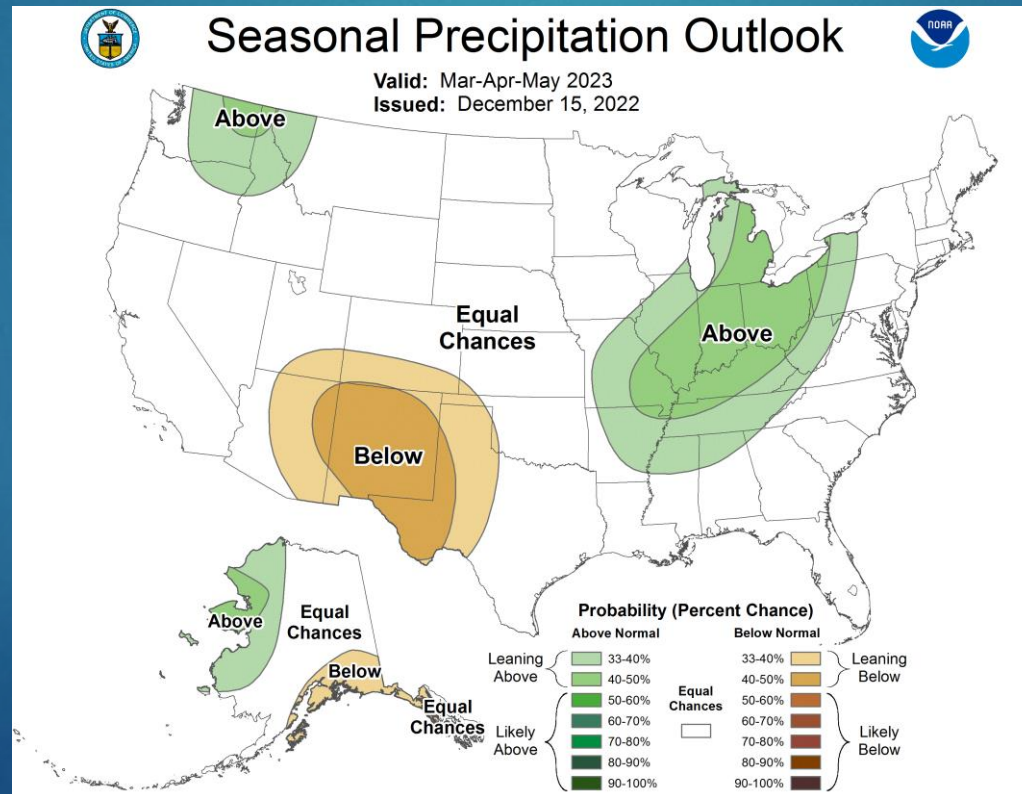 Seasonal Precipitation Outlook
NOAA
Valid: Mar-Apr-May 2023
Issued: December 15, 2022
Above
Equal
Chances
Above
Below
Above
Equal
Chances
Below
Equal
Chances
Probability (Percent Chance)
Above Normal
Below Normal
Leaning
Above
33-40%
40-50%
Likely
Above
50-60%
60-70%
70-80%
80-90%
90-100%
Equal
Chances
33-40%
40-50%
Leaning
Below
50-60%
60-70%
70-80%
80-90%
90-100%
Likely
Below